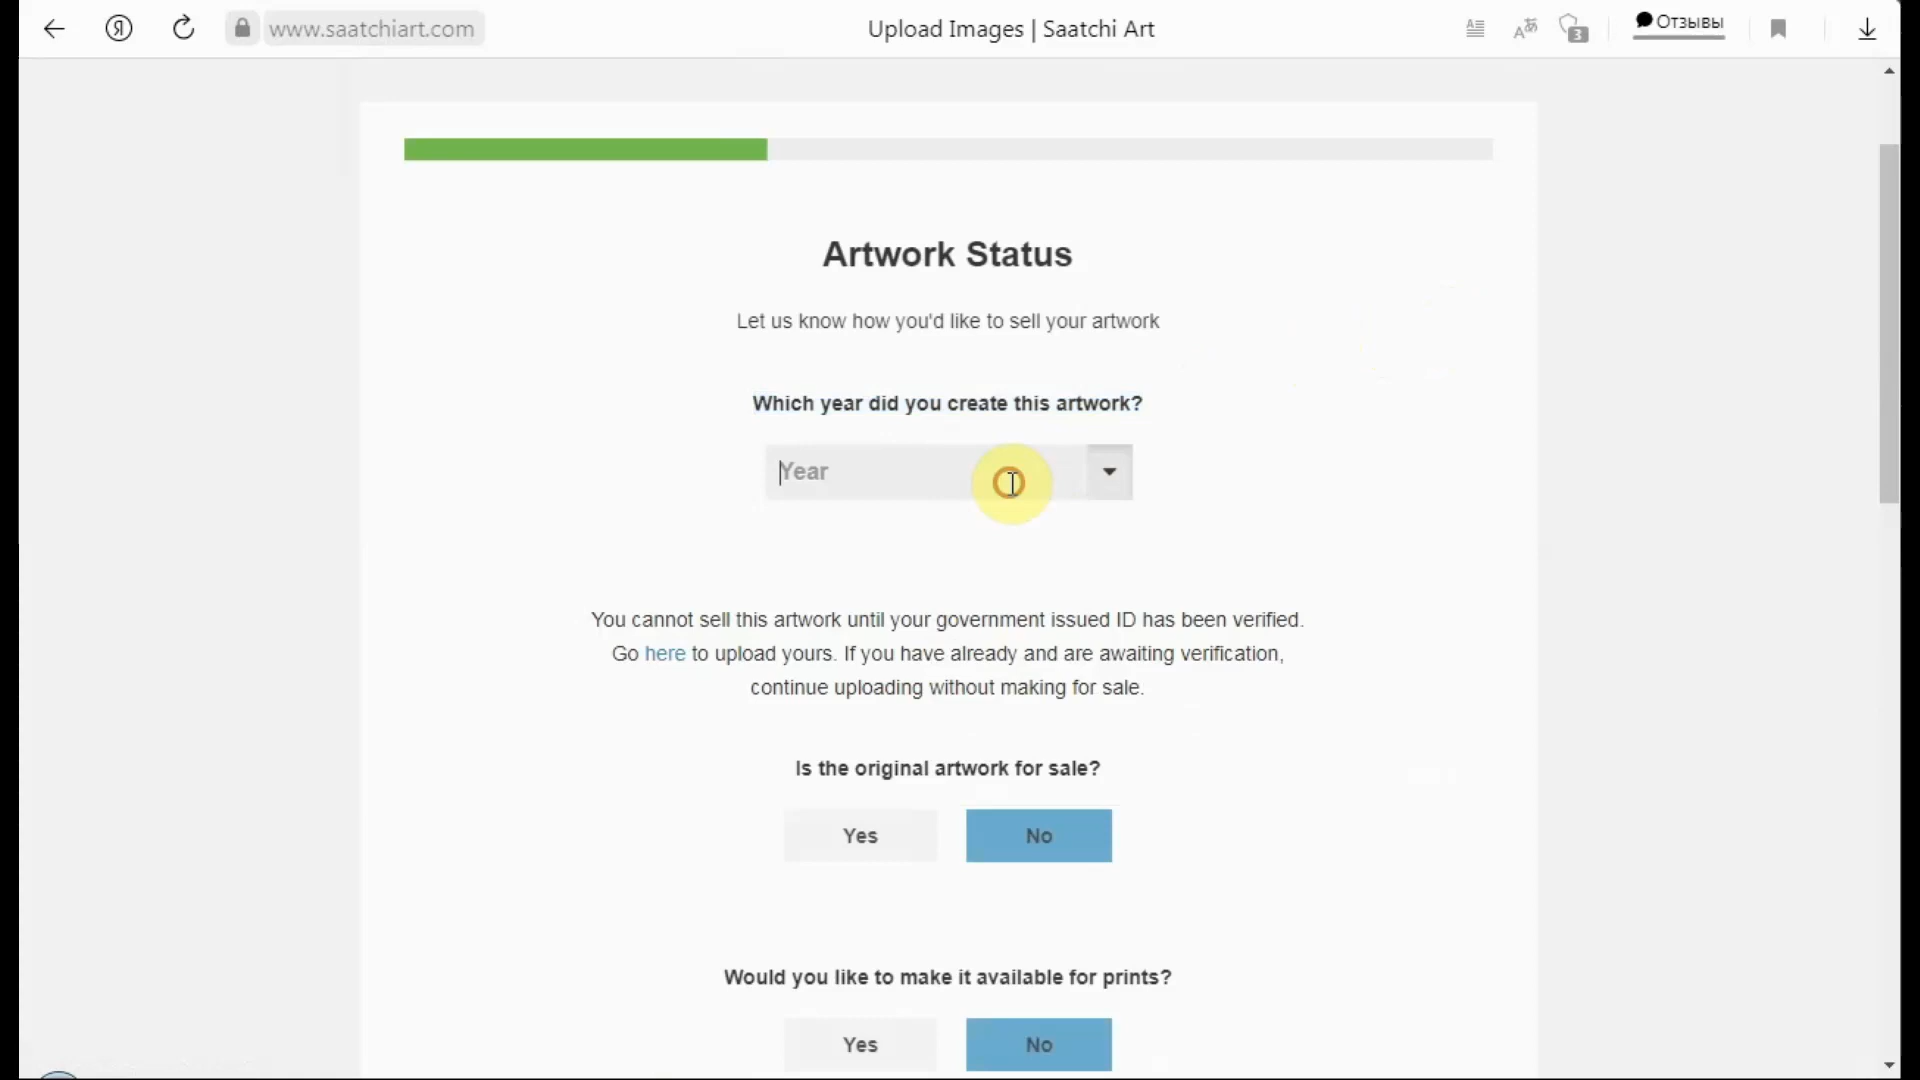 Я
www.saatchiart.com
Upload Images | Saatchi Art
3
Отзывы
Artwork Status
Let us know how you'd like to sell your artwork
Which year did you create this artwork?
Year
You cannot sell this artwork until your government issued ID has been verified.
Go here to upload yours. If you have already and are awaiting verification,
continue uploading without making for sale.
Is the original artwork for sale?
Yes No
Would you like to make it available for prints?
Yes No